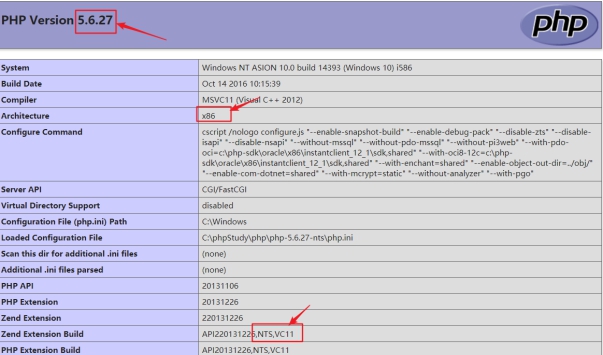 PHP Version 5.6.27
php
System Windows NT ASION 10.0 build 14393 (Windows 10) i586
Build Date Oct 14 2016 10:15:39
Compiler MSVC11 (Visual C++ 2012)
Architecture x86
Configure Command cscript /nologo configure.js "--enable-snapshot-build" "--enable-debug-pack" "--disable-zts" "--disable-
isapi" "--disable-nsapi" "--without-mssql" "--without-pdo-mssql" "--without-pi3web" "--with-pdo-
oci=c:\php-sdk\oracle\x86\instantclient_12_1\sdk,shared" "--with-oci8-12c=c:\php-
sdk\oracle\x86\instantclient_12_1\sdk,shared" "--with-enchant=shared" "--enable-object-out-dir=../obj/"
"--enable-com-dotnet=shared" "--with-mcrypt=static" "--without-analyzer" "--with-pgo"
Server API CGI/FastCGI
Virtual Directory Support disabled
Configuration File (php.ini) Path C:\Windows
Loaded Configuration File C:\phpStudy\php\php-5.6.27-nts\php.ini
Scan this dir for additional .ini files (none)
Additional .ini files parsed (none)
PHP API 20131106
PHP Extension 20131226
Zend Extension 220131226
Zend Extension Build API220131226,NTS,VC11
PHP Extension Build API20131226,NTS,VC11